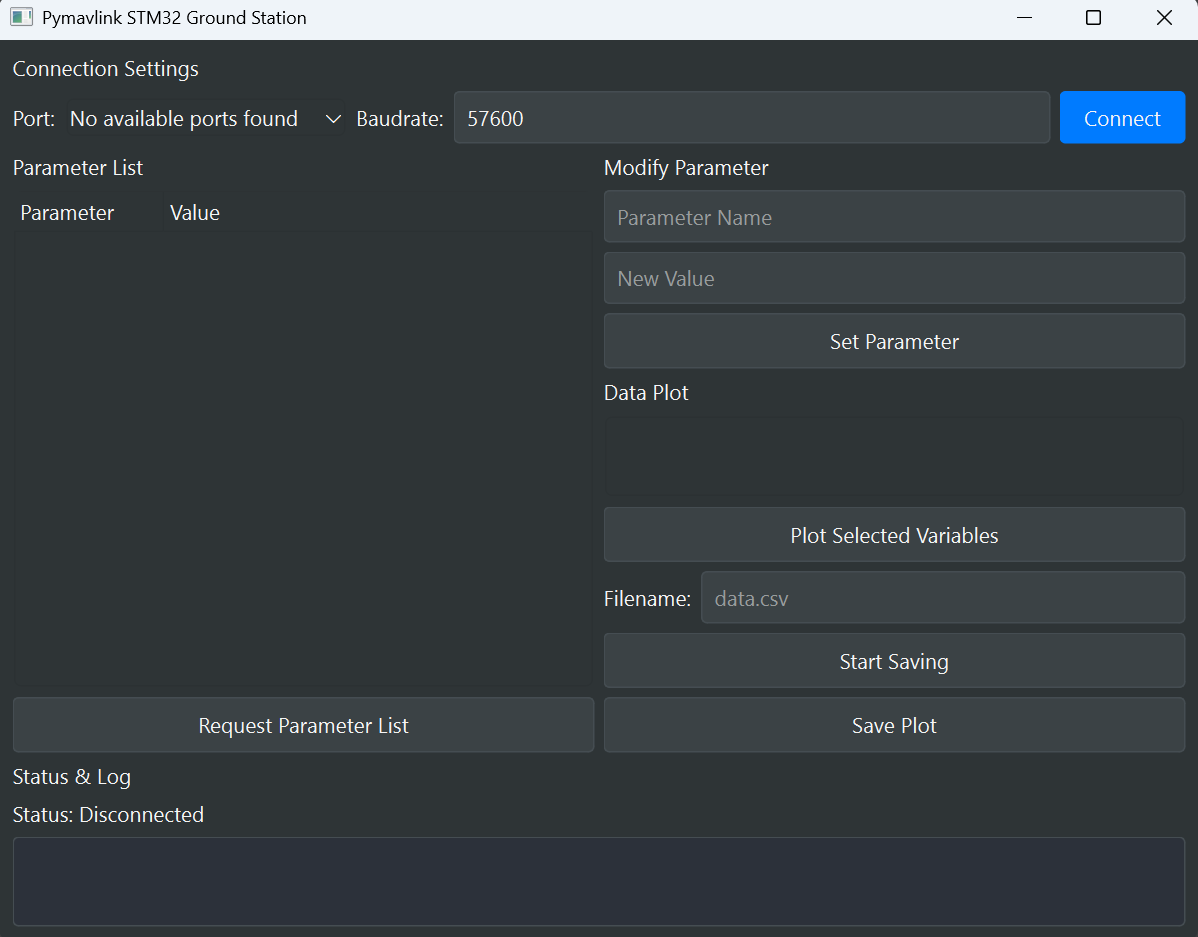 Pymavlink STM32 Ground Station
Connection Settings
Port: No available ports found Baudrate: 57600 Connect
Parameter List
Parameter Value
Request Parameter List
Modify Parameter
Parameter Name
New Value
Set Parameter
Data Plot
Plot Selected Variables
Filename: data.csv
Start Saving
Save Plot
Status & Log
Status: Disconnected